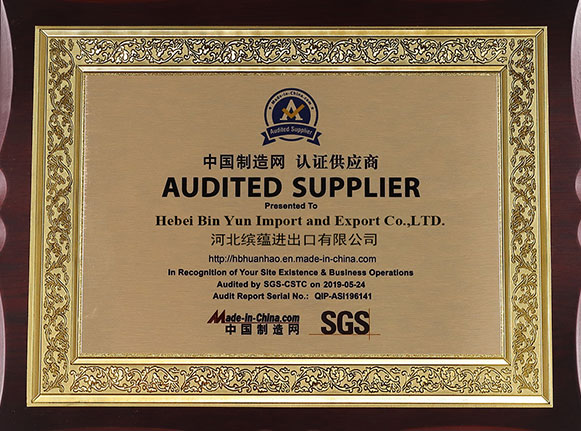 Made-in-China.com
Audited Supplier
中国制造网 认证供应商
AUDITED SUPPLIER
Presented To
Hebei Bin Yun Import and Export Co.,LTD.
河北缤蕴进出口有限公司
http://hbhuanhao.en.made-in-china.com
In Recognition of Your Site Existence & Business Operations
Audited by SGS-CSTC on 2019-05-24
Audit Report Serial No.: QIP-ASI196141
Made-in-China.com
中国制造网
SGS